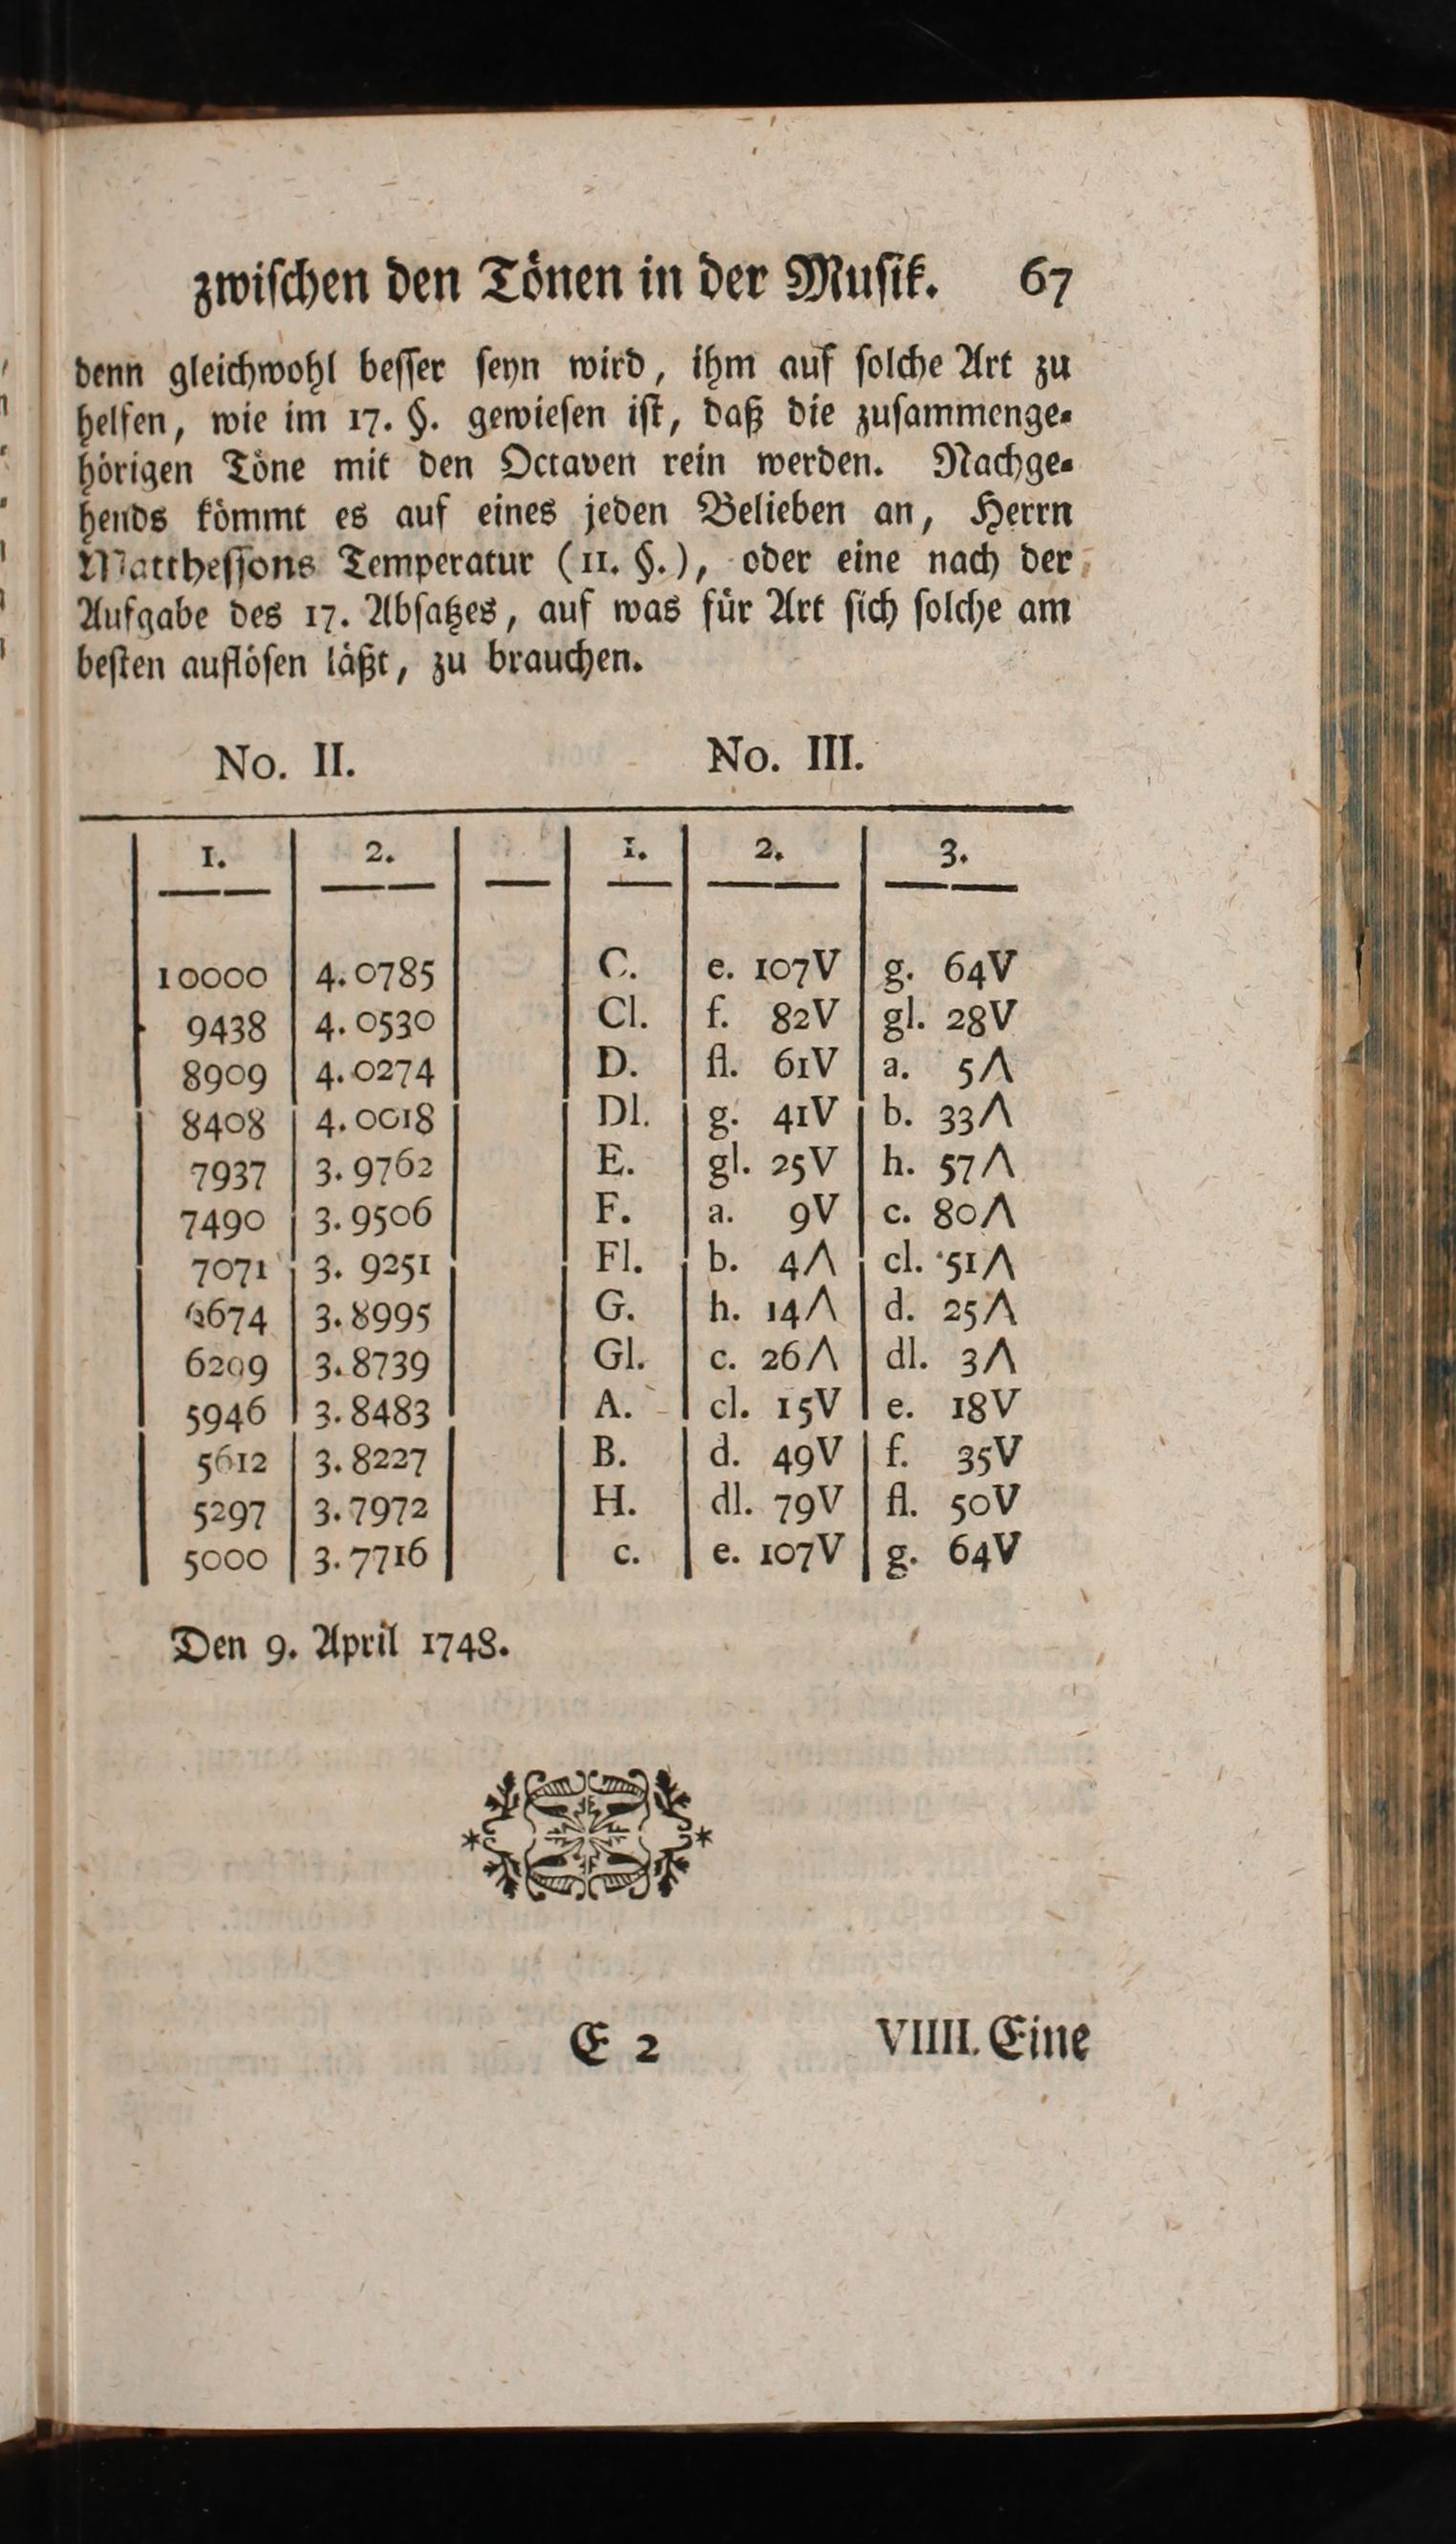 zwiſchen den Tönen in der Muſik. 67
denn gleichwohl beſſer ſeyn wird, ihm auf ſolche Art zu
helfen, wie im 17. §. gewieſen iſt, daß die zuſammenge⸗
hörigen Töne mit den Octaven rein werden. Nachge⸗
hends kömmt es auf eines jeden Belieben an, Herrn
Mattheſſons Temperatur (11. §.), oder eine nach der
Aufgabe des 17. Abſatzes, auf was für Art ſich ſolche am
beſten auflöſen läßt, zu brauchen.
No. II. No. III.
1. 2. 1. 2. 3.
10000 4.0785 C. e. 107V g. 64V
9438 4.0530 Cl. f. 82V gl. 28V
8909 4.0274 D. fl. 61V a. 5Λ
8408 4.0018 Dl. g. 41V b. 33Λ
7937 3.9762 E. gl. 25V h. 57Λ
7490 3.9506 F. a. 9V c. 80Λ
7071 3.9251 Fl. b. 4Λ cl. 51Λ
6674 3.8995 G. h. 14Λ d. 25Λ
6209 3.8739 Gl. c. 26Λ dl. 3Λ
5946 3.8483 A. cl. 15V e. 18V
5612 3.8227 B. d. 49V f. 35V
5297 3.7972 H. dl. 79V fl. 50V
5000 3.7716 c. e. 107V g. 64V
Den 9. April 1748.
E 2 VIIII. Eine